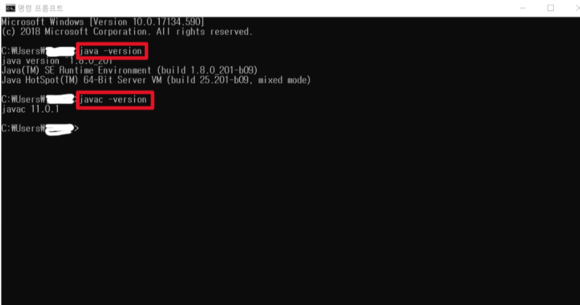 명령 프롬프트
Microsoft Windows [Version 10.0.17134.590]
(c) 2018 Microsoft Corporation. All rights reserved.
C:₩Users₩ java -version
java version "1.8.0_201"
Java(TM) SE Runtime Environment (build 1.8.0_201-b09)
Java HotSpot(TM) 64-Bit Server VM (build 25.201-b09, mixed mode)
C:₩Users₩ javac -version
javac 11.0.1
C:₩Users₩ >